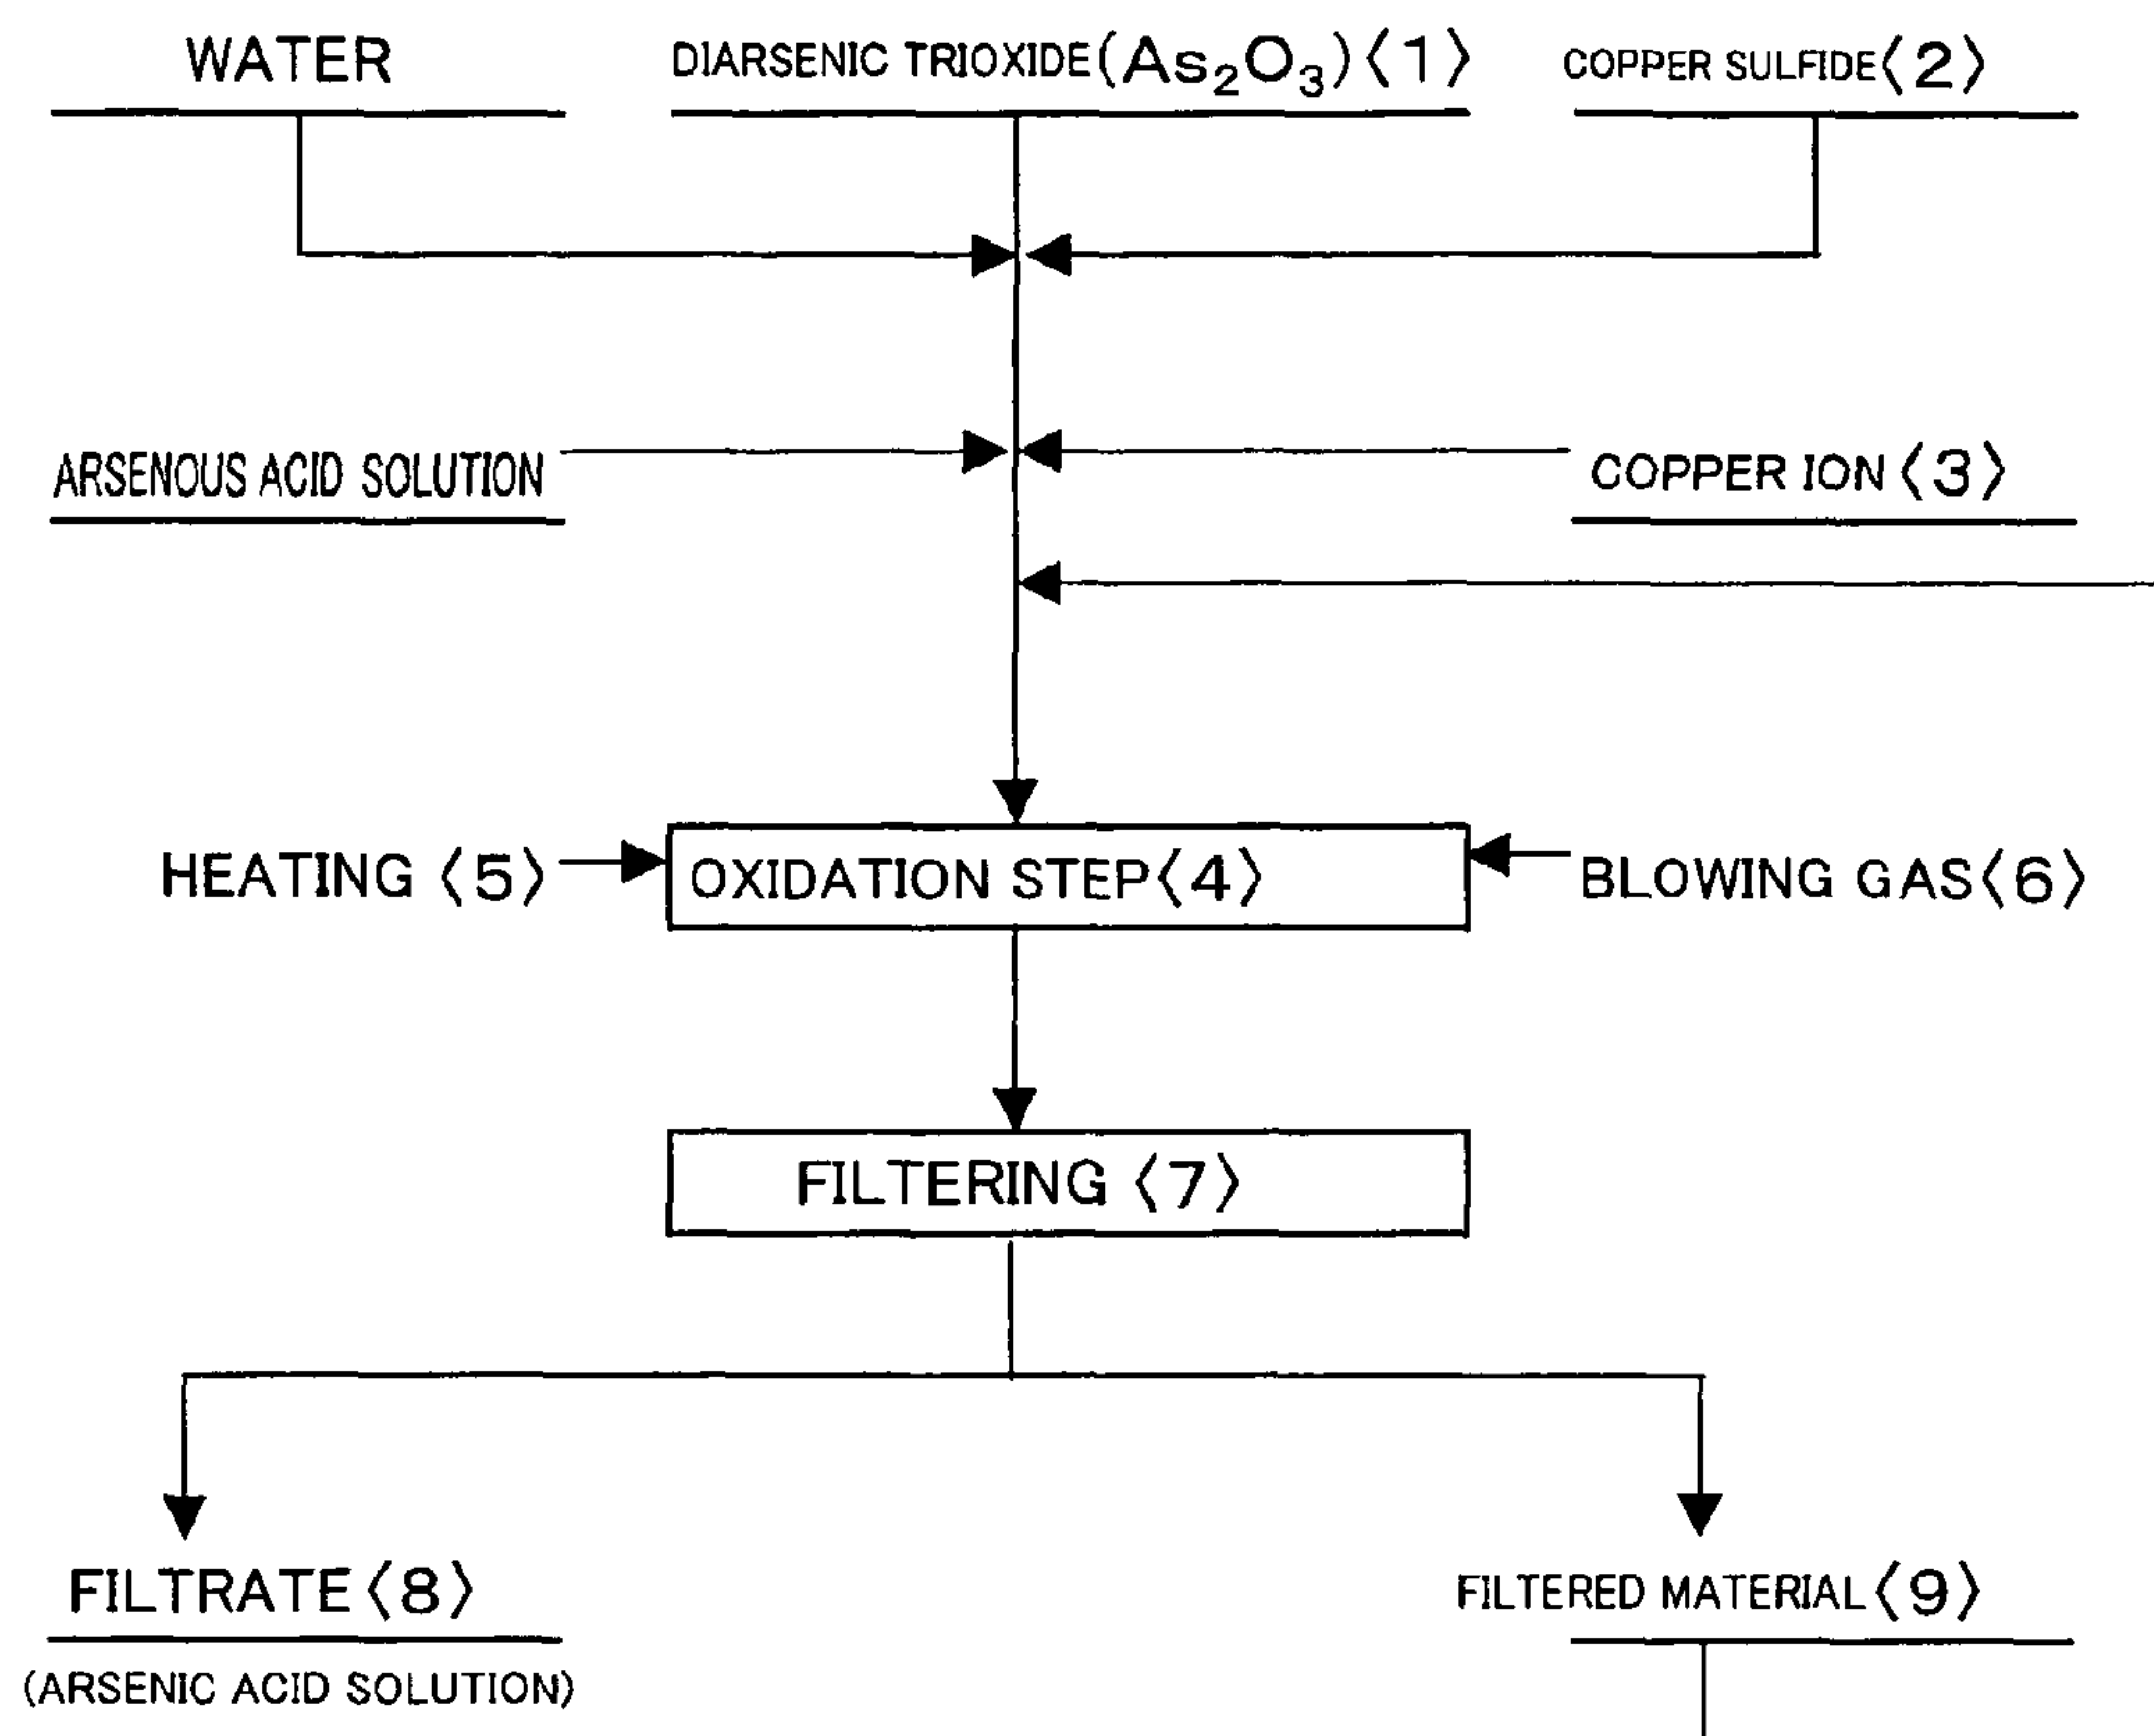 WATER
DIARSENIC TRIOXIDE(As₂O₃)〈1〉
COPPER SULFIDE〈2〉
ARSENOUS ACID SOLUTION
COPPER ION〈3〉
HEATING〈5〉
OXIDATION STEP〈4〉
BLOWING GAS〈6〉
FILTERING〈7〉
FILTRATE〈8〉
FILTERED MATERIAL〈9〉
(ARSENIC ACID SOLUTION)